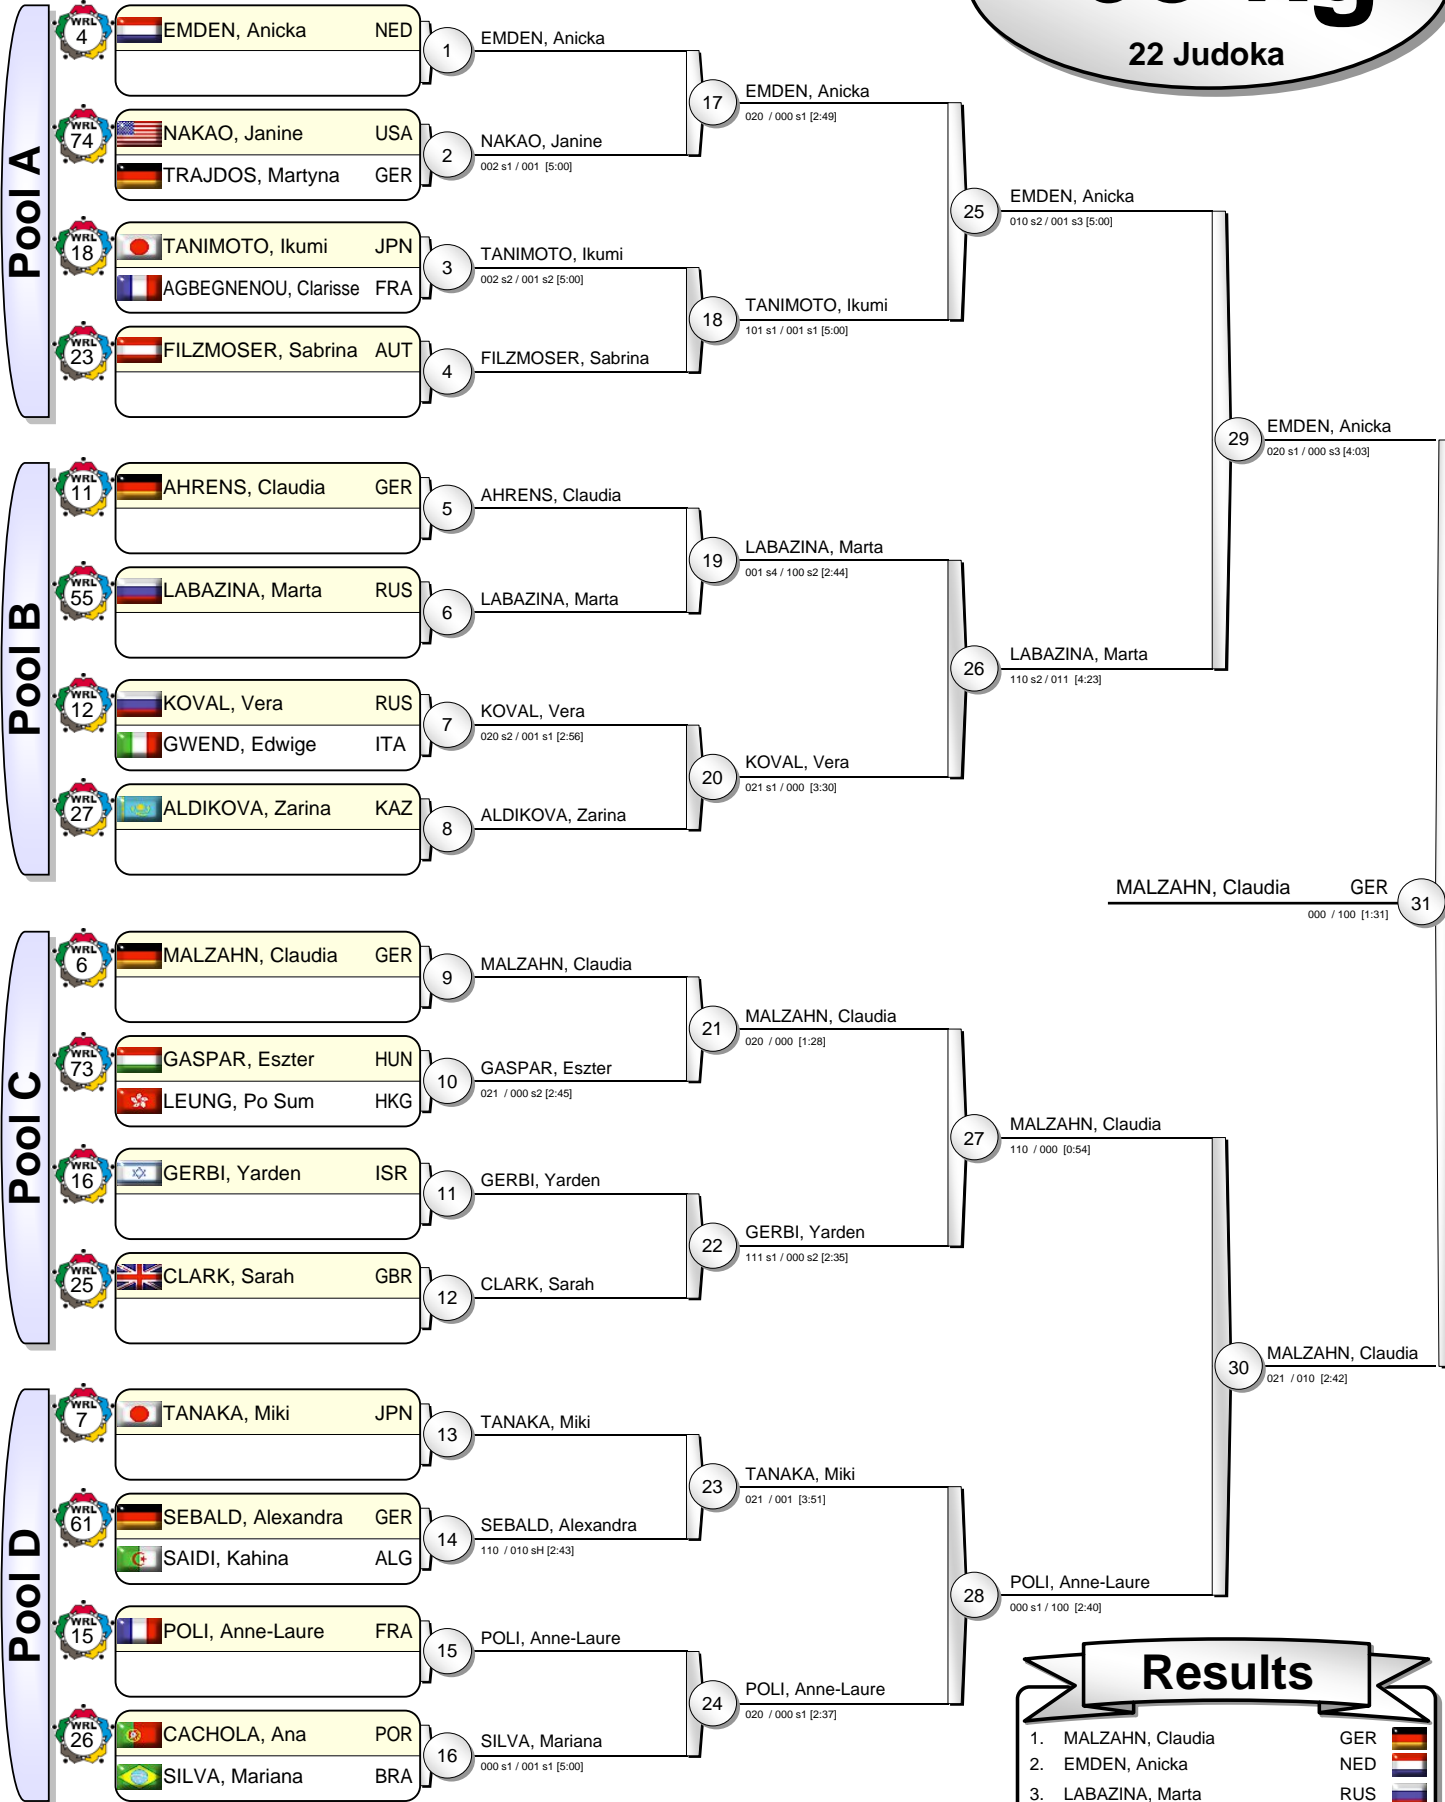 22 Judoka
Pool A
WRL 4 EMDEN, Anicka NED
1 EMDEN, Anicka
WRL 74 NAKAO, Janine USA
TRAJDOS, Martyna GER
2 NAKAO, Janine
002 s1 / 001 [5:00]
17 EMDEN, Anicka
020 / 000 s1 [2:49]
WRL 18 TANIMOTO, Ikumi JPN
AGBEGNENOU, Clarisse FRA
3 TANIMOTO, Ikumi
002 s2 / 001 s2 [5:00]
WRL 23 FILZMOSER, Sabrina AUT
4 FILZMOSER, Sabrina
18 TANIMOTO, Ikumi
101 s1 / 001 s1 [5:00]
25 EMDEN, Anicka
010 s2 / 001 s3 [5:00]
Pool B
WRL 11 AHRENS, Claudia GER
5 AHRENS, Claudia
WRL 55 LABAZINA, Marta RUS
6 LABAZINA, Marta
19 LABAZINA, Marta
001 s4 / 100 s2 [2:44]
WRL 12 KOVAL, Vera RUS
GWEND, Edwige ITA
7 KOVAL, Vera
020 s2 / 001 s1 [2:56]
WRL 27 ALDIKOVA, Zarina KAZ
8 ALDIKOVA, Zarina
20 KOVAL, Vera
021 s1 / 000 [3:30]
26 LABAZINA, Marta
110 s2 / 011 [4:23]
29 EMDEN, Anicka
020 s1 / 000 s3 [4:03]
MALZAHN, Claudia GER 31
000 / 100 [1:31]
Pool C
WRL 6 MALZAHN, Claudia GER
9 MALZAHN, Claudia
WRL 73 GASPAR, Eszter HUN
LEUNG, Po Sum HKG
10 GASPAR, Eszter
021 / 000 s2 [2:45]
21 MALZAHN, Claudia
020 / 000 [1:28]
WRL 16 GERBI, Yarden ISR
11 GERBI, Yarden
WRL 25 CLARK, Sarah GBR
12 CLARK, Sarah
22 GERBI, Yarden
111 s1 / 000 s2 [2:35]
27 MALZAHN, Claudia
110 / 000 [0:54]
Pool D
WRL 7 TANAKA, Miki JPN
13 TANAKA, Miki
WRL 61 SEBALD, Alexandra GER
SAIDI, Kahina ALG
14 SEBALD, Alexandra
110 / 010 sH [2:43]
23 TANAKA, Miki
021 / 001 [3:51]
WRL 15 POLI, Anne-Laure FRA
15 POLI, Anne-Laure
WRL 26 CACHOLA, Ana POR
SILVA, Mariana BRA
16 SILVA, Mariana
000 s1 / 001 s1 [5:00]
24 POLI, Anne-Laure
020 / 000 s1 [2:37]
28 POLI, Anne-Laure
000 s1 / 100 [2:40]
30 MALZAHN, Claudia
021 / 010 [2:42]
Results
1. MALZAHN, Claudia GER
2. EMDEN, Anicka NED
3. LABAZINA, Marta RUS